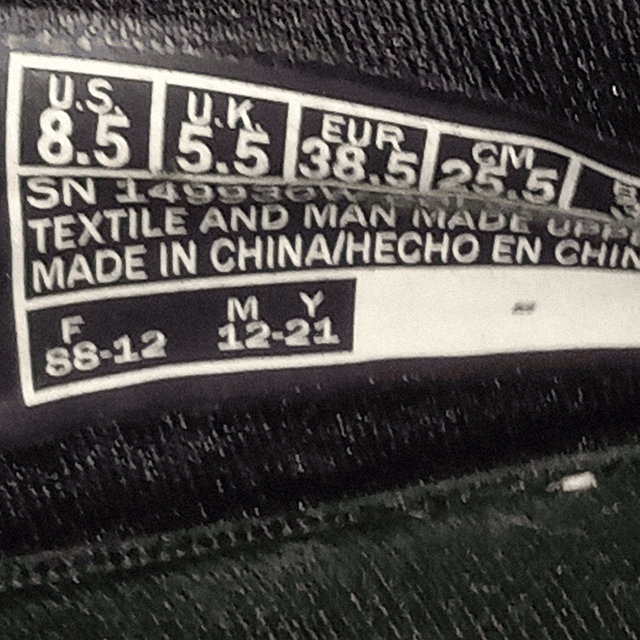 U.S. U.K. EUR CM
8.5 5.5 38.5 25.5
SN
TEXTILE AND MAN MADE
MADE IN CHINA/HECHO EN
F M Y
88-12 12-21